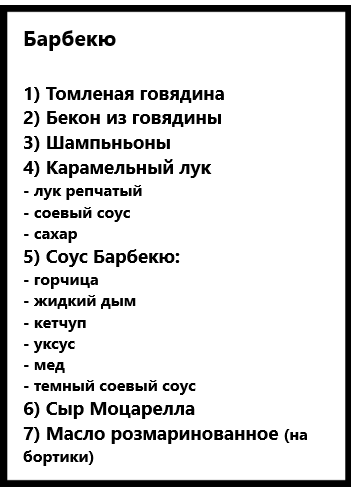 Барбекю
1) Томленая говядина
2) Бекон из говядины
3) Шампьньоны
4) Карамельный лук
- лук репчатый
- соевый соус
- сахар
5) Соус Барбекю:
- горчица
- жидкий дым
- кетчуп
- уксус
- мед
- темный соевый соус
6) Сыр Моцарелла
7) Масло розмаринованное (на
бортики)